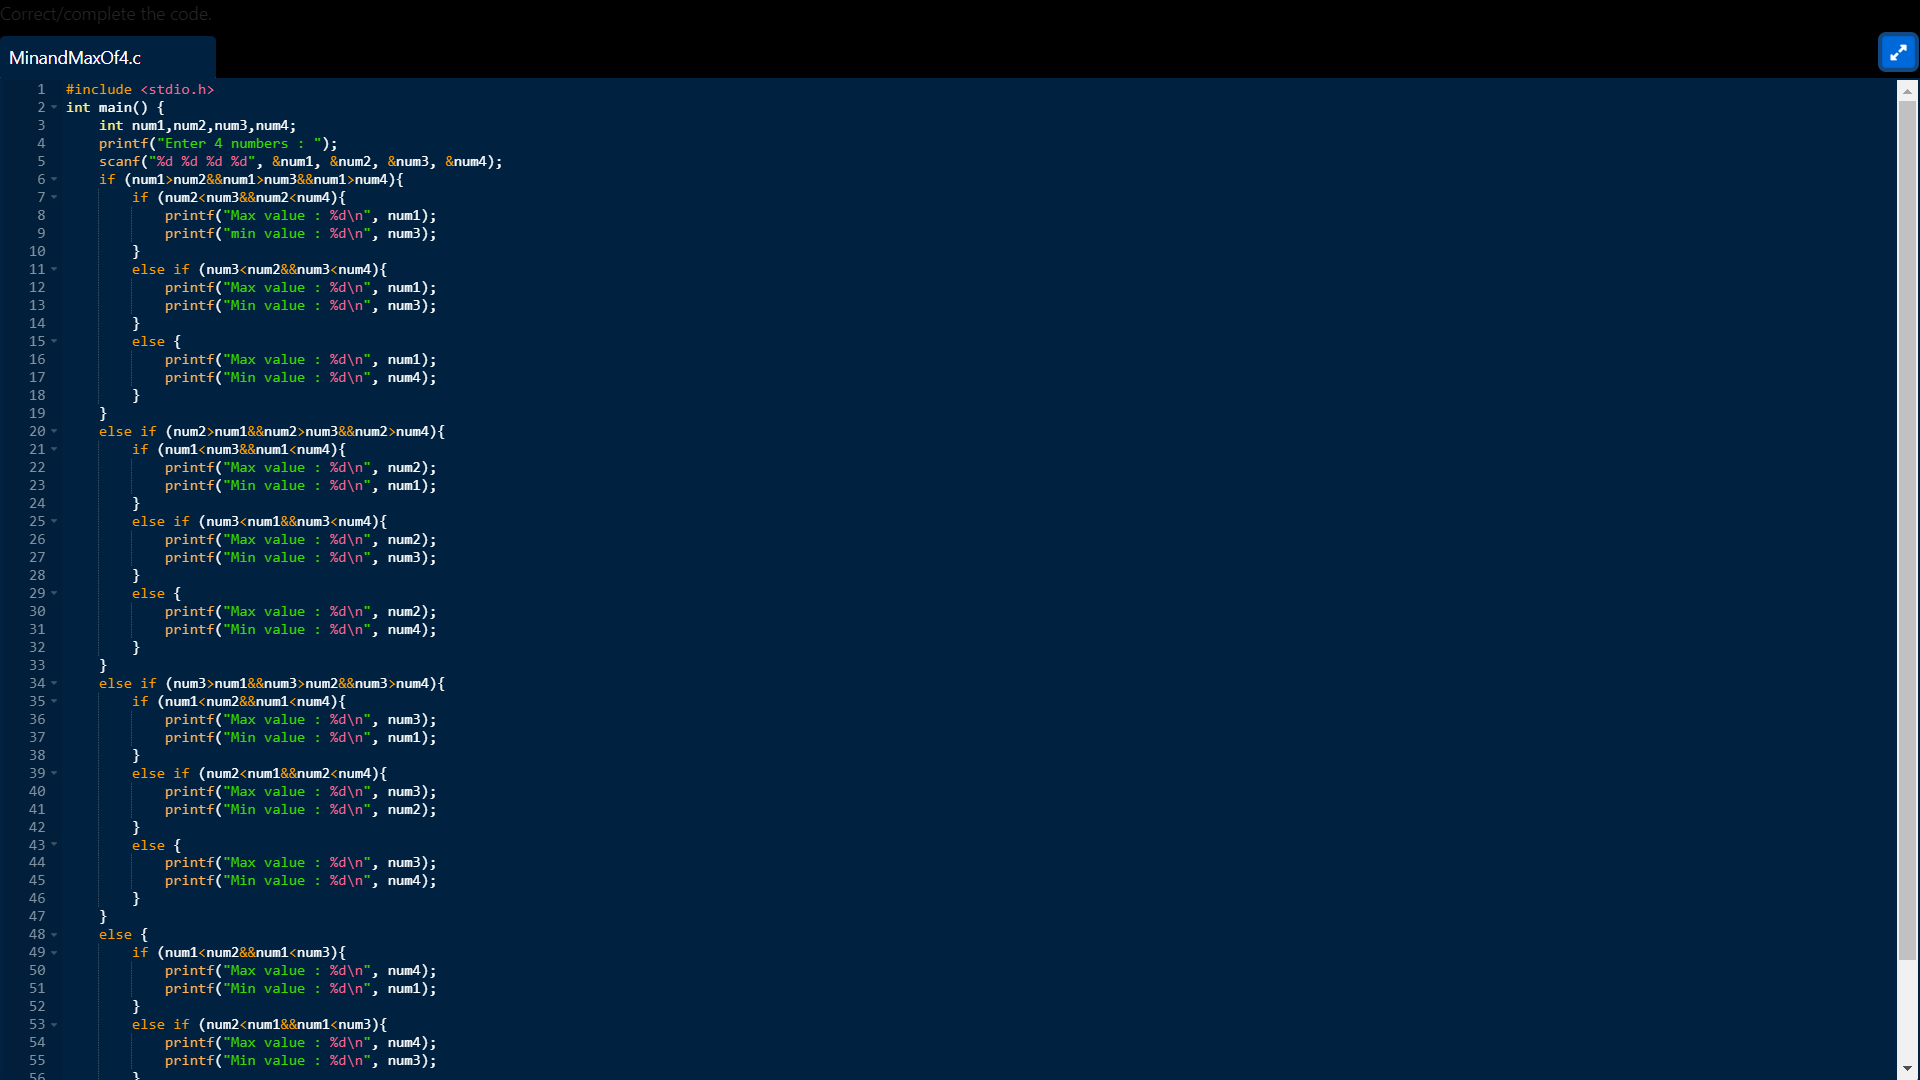 Correct/complete the code.
MinandMaxOf4.c
1 #include <stdio.h>
2 int main() {
3 int num1,num2,num3,num4;
4 printf("Enter 4 numbers : ");
5 scanf("%d %d %d %d", &num1, &num2, &num3, &num4);
6 if (num1>num2&&num1>num3&&num1>num4){
7 if (num2<num3&&num2<num4){
8 printf("Max value : %d\n", num1);
9 printf("min value : %d\n", num3);
10 }
11 else if (num3<num2&&num3<num4){
12 printf("Max value : %d\n", num1);
13 printf("Min value : %d\n", num3);
14 }
15 else {
16 printf("Max value : %d\n", num1);
17 printf("Min value : %d\n", num4);
18 }
19 }
20 else if (num2>num1&&num2>num3&&num2>num4){
21 if (num1<num3&&num1<num4){
22 printf("Max value : %d\n", num2);
23 printf("Min value : %d\n", num1);
24 }
25 else if (num3<num1&&num3<num4){
26 printf("Max value : %d\n", num2);
27 printf("Min value : %d\n", num3);
28 }
29 else {
30 printf("Max value : %d\n", num2);
31 printf("Min value : %d\n", num4);
32 }
33 }
34 else if (num3>num1&&num3>num2&&num3>num4){
35 if (num1<num2&&num1<num4){
36 printf("Max value : %d\n", num3);
37 printf("Min value : %d\n", num1);
38 }
39 else if (num2<num1&&num2<num4){
40 printf("Max value : %d\n", num3);
41 printf("Min value : %d\n", num2);
42 }
43 else {
44 printf("Max value : %d\n", num3);
45 printf("Min value : %d\n", num4);
46 }
47 }
48 else {
49 if (num1<num2&&num1<num3){
50 printf("Max value : %d\n", num4);
51 printf("Min value : %d\n", num1);
52 }
53 else if (num2<num1&&num1<num3){
54 printf("Max value : %d\n", num4);
55 printf("Min value : %d\n", num3);
56 }